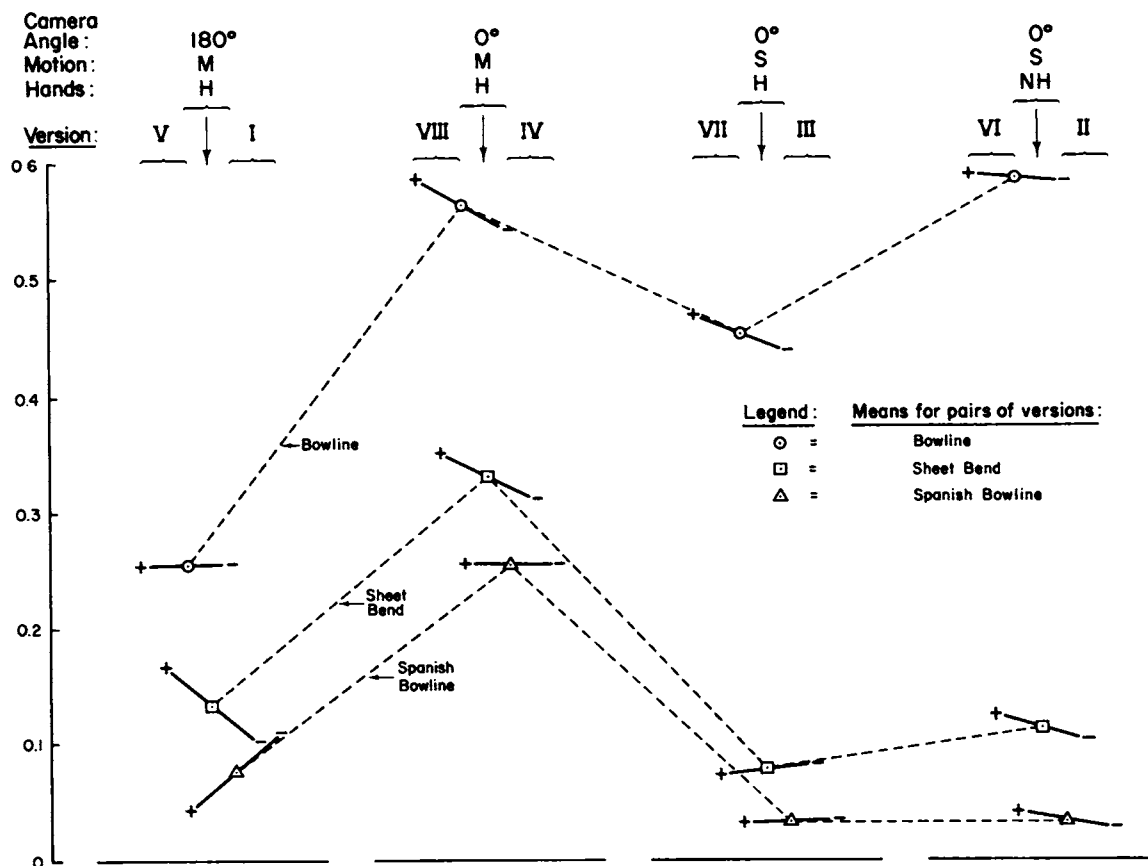 Camera
Angle: 180° 0° 0° 0°
Motion: M M S S
Hands: H H H NH
Version: V I VIII IV VII III VI II
0.6
0.5
0.4
0.3
0.2
0.1
0
+ - + - + - + -
Bowline
Legend: Means for pairs of versions:
= Bowline
= Sheet Bend
= Spanish Bowline
+ - + - + - + -
Sheet
Bend
+ - + - + - + -
Spanish
Bowline